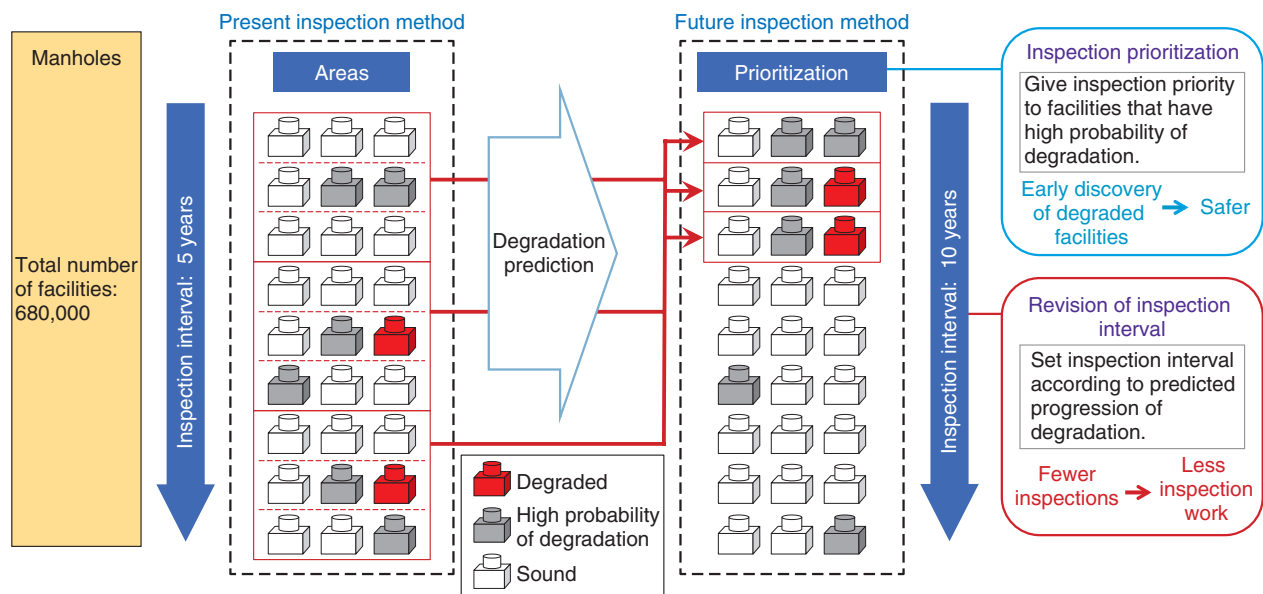 Manholes
Total number
of facilities:
680,000
Present inspection method
Areas
Inspection interval: 5 years
Degradation
prediction
Degraded
High probability
of degradation
Sound
Future inspection method
Prioritization
Inspection interval: 10 years
Inspection prioritization
Give inspection priority
to facilities that have
high probability of
degradation.
Early discovery
of degraded
facilities
Safer
Revision of inspection
interval
Set inspection interval
according to predicted
progression of
degradation.
Fewer
inspections
Less
inspection
work